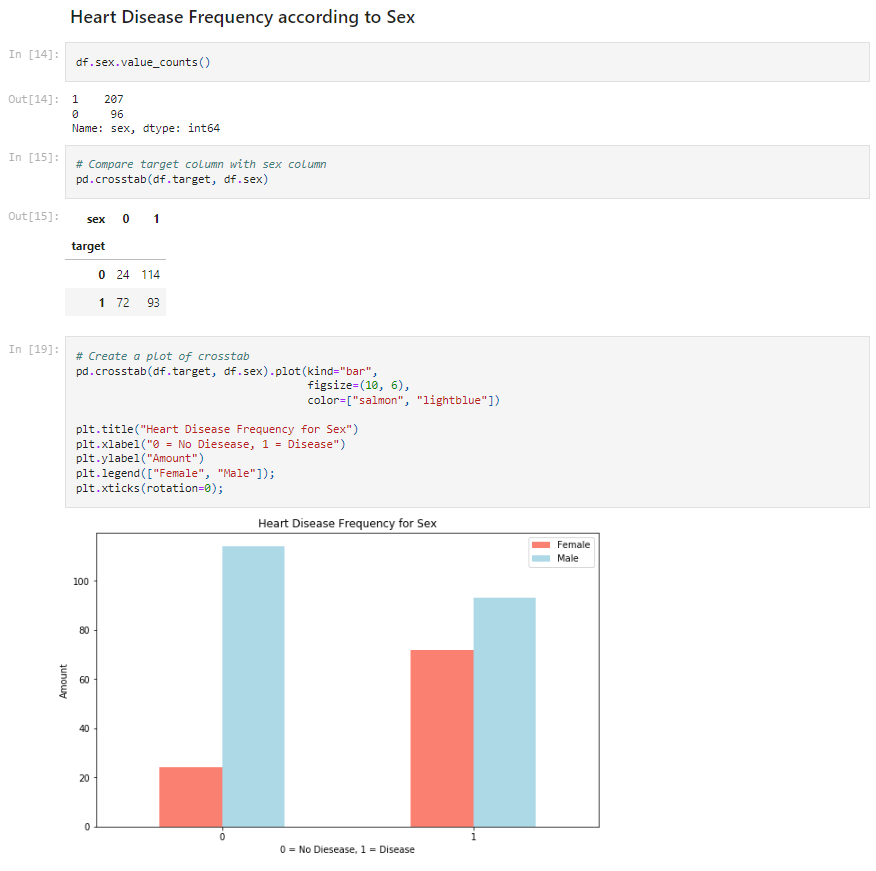 Heart Disease Frequency according to Sex
In [14]:
df.sex.value_counts()
Out[14]:
1    207
0     96
Name: sex, dtype: int64
In [15]:
# Compare target column with sex column
pd.crosstab(df.target, df.sex)
Out[15]:
sex 0 1
target
0 24 114
1 72 93
In [19]:
# Create a plot of crosstab
pd.crosstab(df.target, df.sex).plot(kind="bar",
                                    figsize=(10, 6),
                                    color=["salmon", "lightblue"])
plt.title("Heart Disease Frequency for Sex")
plt.xlabel("0 = No Diesease, 1 = Disease")
plt.ylabel("Amount")
plt.legend(["Female", "Male"]);
plt.xticks(rotation=0);
Heart Disease Frequency for Sex
Female
Male
100
80
60
40
20
0
Amount
0 1
0 = No Diesease, 1 = Disease